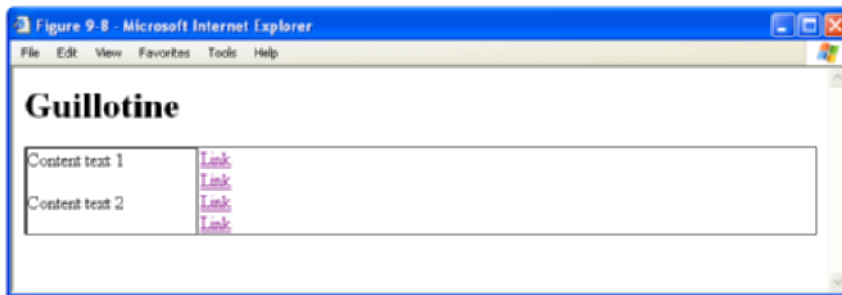 Figure 9-8 - Microsoft Internet Explorer
File Edit View Favorites Tools Help
Guillotine
Content text 1 Link
Link
Content text 2 Link
Link